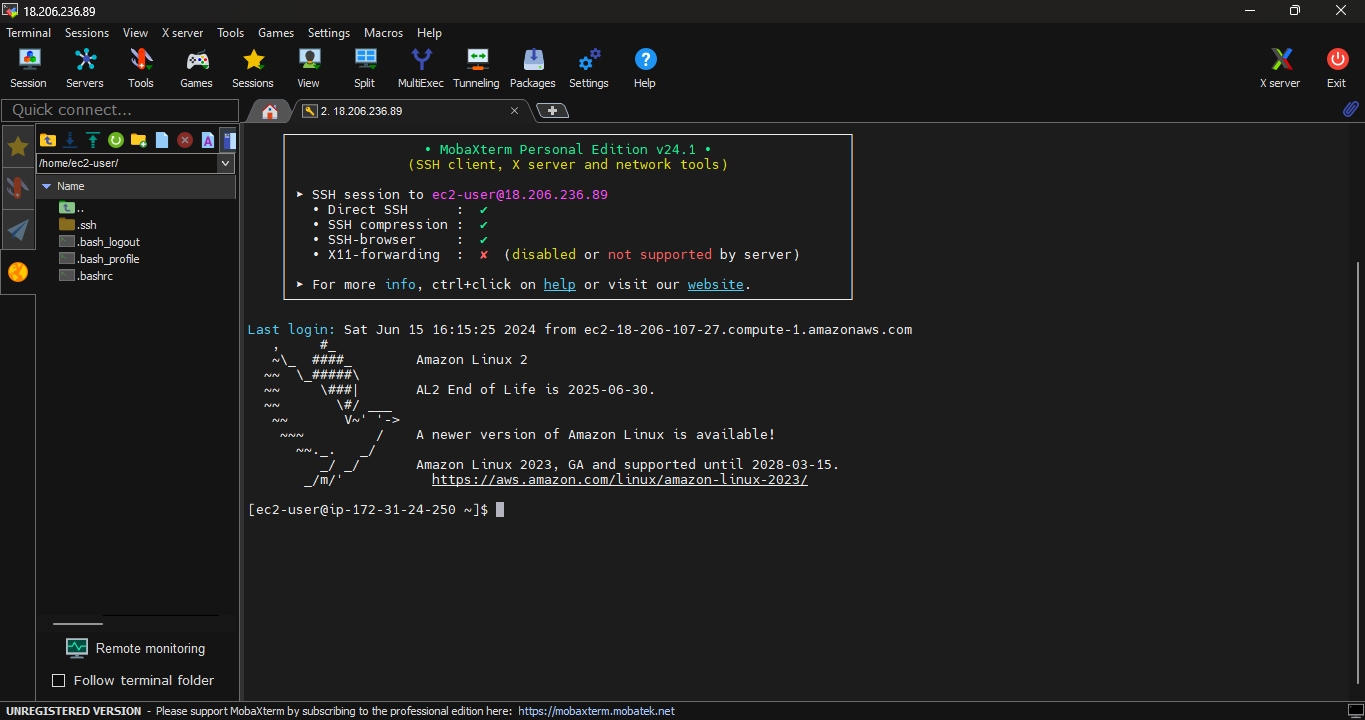 18.206.236.89
Terminal Sessions View X server Tools Games Settings Macros Help
Session Servers Tools Games Sessions View Split MultiExec Tunneling Packages Settings Help X server Exit
Quick connect...
2. 18.206.236.89
/home/ec2-user/
Name
..
.ssh
.bash_logout
.bash_profile
.bashrc
Remote monitoring
Follow terminal folder
• MobaXterm Personal Edition v24.1 •
(SSH client, X server and network tools)
➤ SSH session to ec2-user@18.206.236.89
• Direct SSH : ✔
• SSH compression : ✔
• SSH-browser : ✔
• X11-forwarding : ✘ (disabled or not supported by server)
➤ For more info, ctrl+click on help or visit our website.
Last login: Sat Jun 15 16:15:25 2024 from ec2-18-206-107-27.compute-1.amazonaws.com
   ,     #_
   ~\_  ####_        Amazon Linux 2
  ~~  \_#####\
  ~~     \###|       AL2 End of Life is 2025-06-30.
  ~~       \#/ ___
   ~~       V~' '->
    ~~~         /    A newer version of Amazon Linux is available!
      ~~._.   _/
         _/ _/       Amazon Linux 2023, GA and supported until 2028-03-15.
       _/m/'           https://aws.amazon.com/linux/amazon-linux-2023/
[ec2-user@ip-172-31-24-250 ~]$
UNREGISTERED VERSION - Please support MobaXterm by subscribing to the professional edition here: https://mobaxterm.mobatek.net